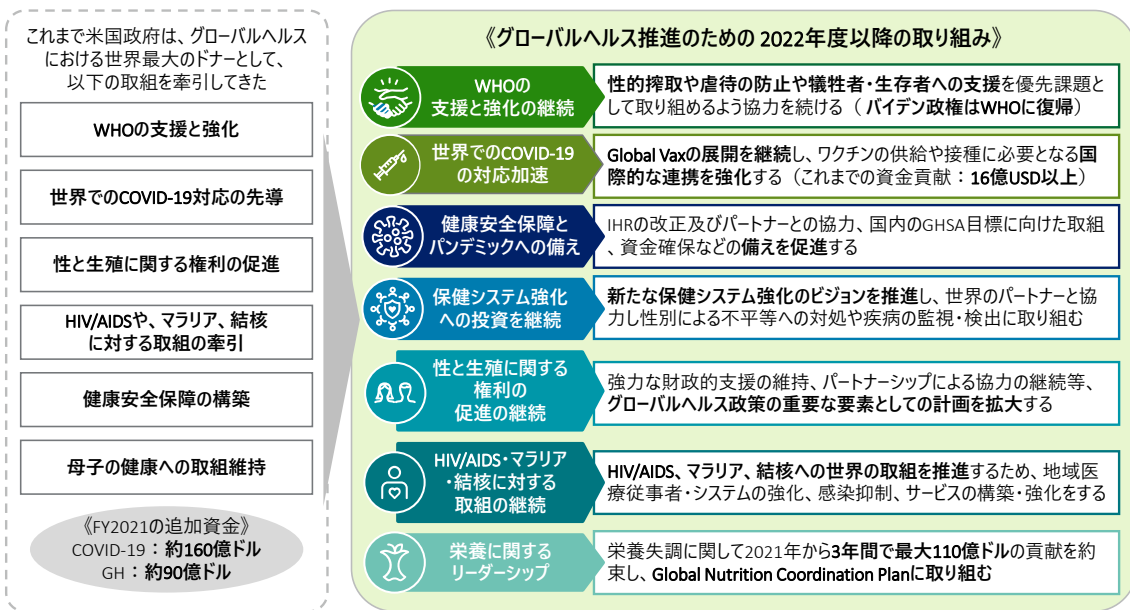 これまで米国政府は、グローバルヘルス
における世界最大のドナーとして、
以下の取組を牽引してきた
WHOの支援と強化
世界でのCOVID-19対応の先導
性と生殖に関する権利の促進
HIV/AIDSや、マラリア、結核
に対する取組の牽引
健康安全保障の構築
母子の健康への取組維持
《FY2021の追加資金》
COVID-19：約160億ドル
GH：約90億ドル
《グローバルヘルス推進のための 2022年度以降の取り組み》
WHOの
支援と強化の継続
性的搾取や虐待の防止や犠牲者・生存者への支援を優先課題
として取り組めるよう協力を続ける（ バイデン政権はWHOに復帰）
世界でのCOVID-19
の対応加速
Global Vaxの展開を継続し、ワクチンの供給や接種に必要となる国
際的な連携を強化する（これまでの資金貢献：16億USD以上）
健康安全保障と
パンデミックへの備え
IHRの改正及びパートナーとの協力、国内のGHSA目標に向けた取組
、資金確保などの備えを促進する
保健システム強化
への投資を継続
新たな保健システム強化のビジョンを推進し、世界のパートナーと協
力し性別による不平等への対処や疾病の監視・検出に取り組む
性と生殖に関する
権利の
促進の継続
強力な財政的支援の維持、パートナーシップによる協力の継続等、
グローバルヘルス政策の重要な要素としての計画を拡大する
HIV/AIDS・マラリア
・結核に対する
取組の継続
HIV/AIDS、マラリア、結核への世界の取組を推進するため、地域医
療従事者・システムの強化、感染抑制、サービスの構築・強化をする
栄養に関する
リーダーシップ
栄養失調に関して2021年から3年間で最大110億ドルの貢献を約
束し、Global Nutrition Coordination Planに取り組む